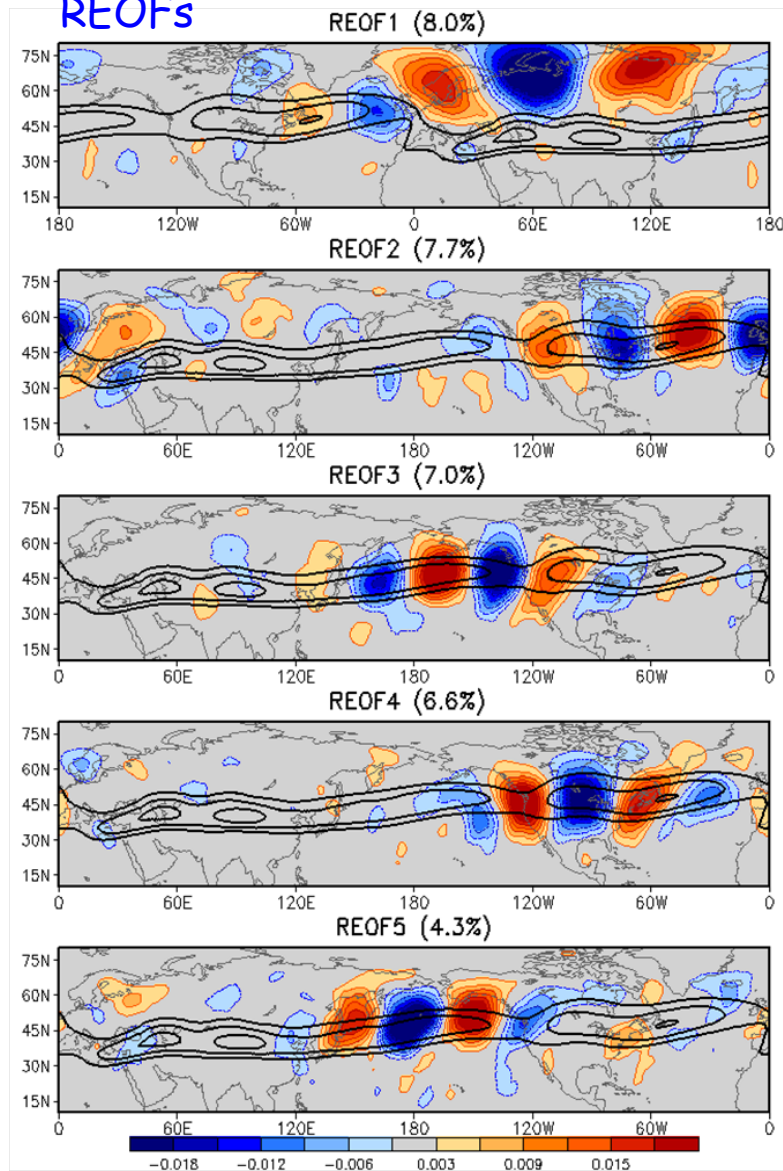 REOFs
REOF1 (8.0%)
75N
60N
45N
30N
15N
180 120W 60W 0 60E 120E 180
REOF2 (7.7%)
75N
60N
45N
30N
15N
0 60E 120E 180 120W 60W 0
REOF3 (7.0%)
75N
60N
45N
30N
15N
0 60E 120E 180 120W 60W 0
REOF4 (6.6%)
75N
60N
45N
30N
15N
0 60E 120E 180 120W 60W 0
REOF5 (4.3%)
75N
60N
45N
30N
15N
0 60E 120E 180 120W 60W 0
−0.018 −0.012 −0.006 0.003 0.009 0.015